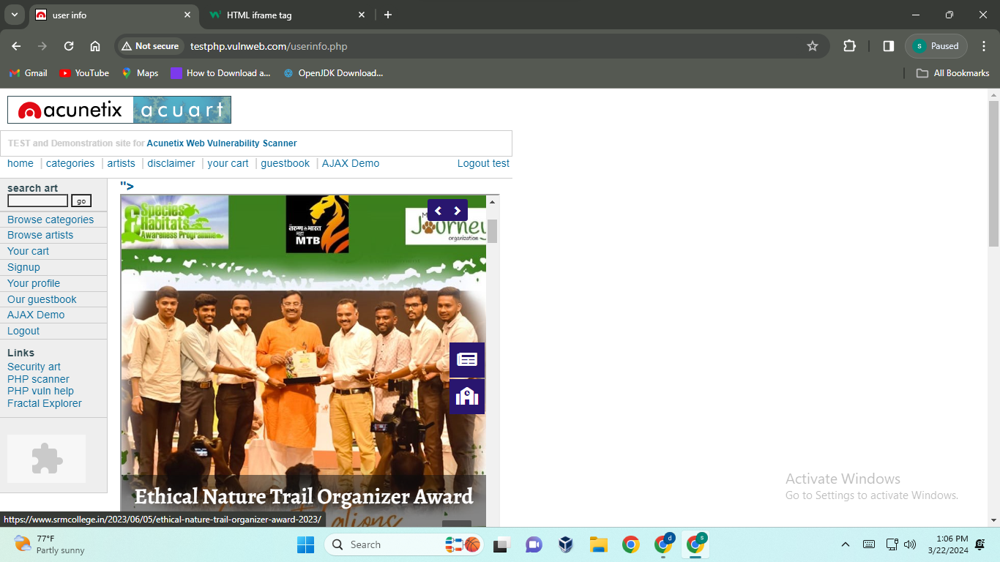 user info
HTML iframe tag
Not secure
testphp.vulnweb.com/userinfo.php
S
Paused
Gmail
YouTube
Maps
How to Download a...
OpenJDK Download...
All Bookmarks
acunetix acuart
TEST and Demonstration site for Acunetix Web Vulnerability Scanner
home
categories
artists
disclaimer
your cart
guestbook
AJAX Demo
Logout test
search art
go
Browse categories
Browse artists
Your cart
Signup
Your profile
Our guestbook
AJAX Demo
Logout
Links
Security art
PHP scanner
PHP vuln help
Fractal Explorer
">
&
Species
Habitats
Awareness Programme
MTB
Journey
organization
Ethical Nature Trail Organizer Award
Activate Windows
Go to Settings to activate Windows.
https://www.srmcollege.in/2023/06/05/ethical-nature-trail-organizer-award-2023/
77°F
Partly sunny
Search
d
s
1:06 PM
3/22/2024